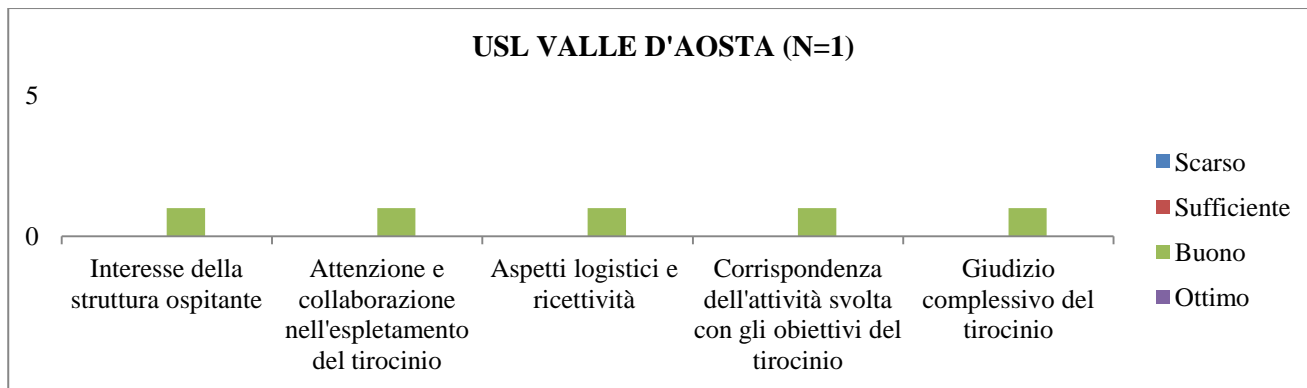 USL VALLE D'AOSTA (N=1)
5
0
Interesse della
struttura ospitante
Attenzione e
collaborazione
nell'espletamento
del tirocinio
Aspetti logistici e
ricettività
Corrispondenza
dell'attività svolta
con gli obiettivi del
tirocinio
Giudizio
complessivo del
tirocinio
Scarso
Sufficiente
Buono
Ottimo